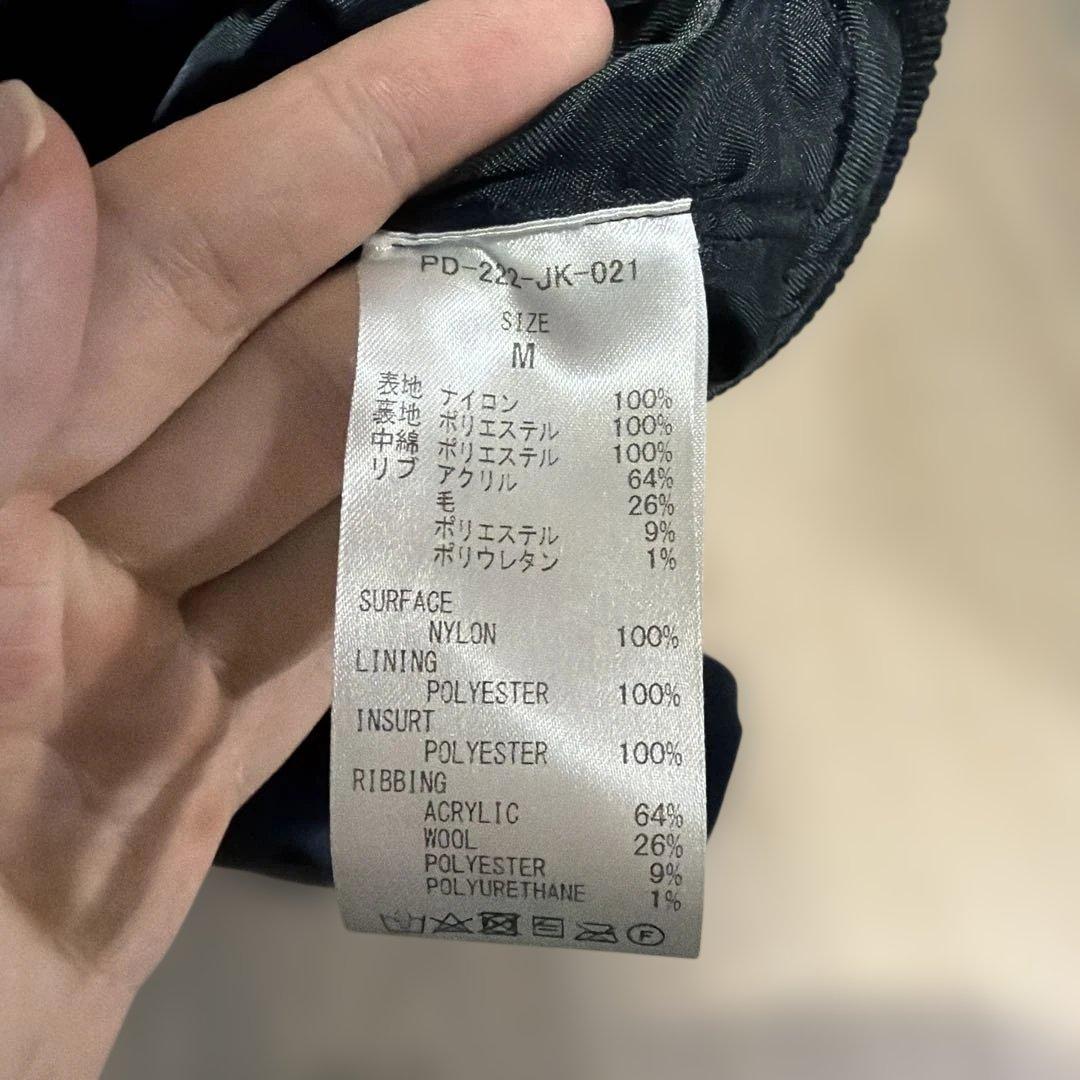 PD-222-JK-021
SIZE
M
表地 ナイロン 100%
裏地 ポリエステル 100%
中綿 ポリエステル 100%
リブ アクリル 64%
毛 26%
ポリエステル 9%
ポリウレタン 1%
SURFACE
NYLON 100%
LINING
POLYESTER 100%
INSURT
POLYESTER 100%
RIBBING
ACRYLIC 64%
WOOL 26%
POLYESTER 9%
POLYURETHANE 1%
F